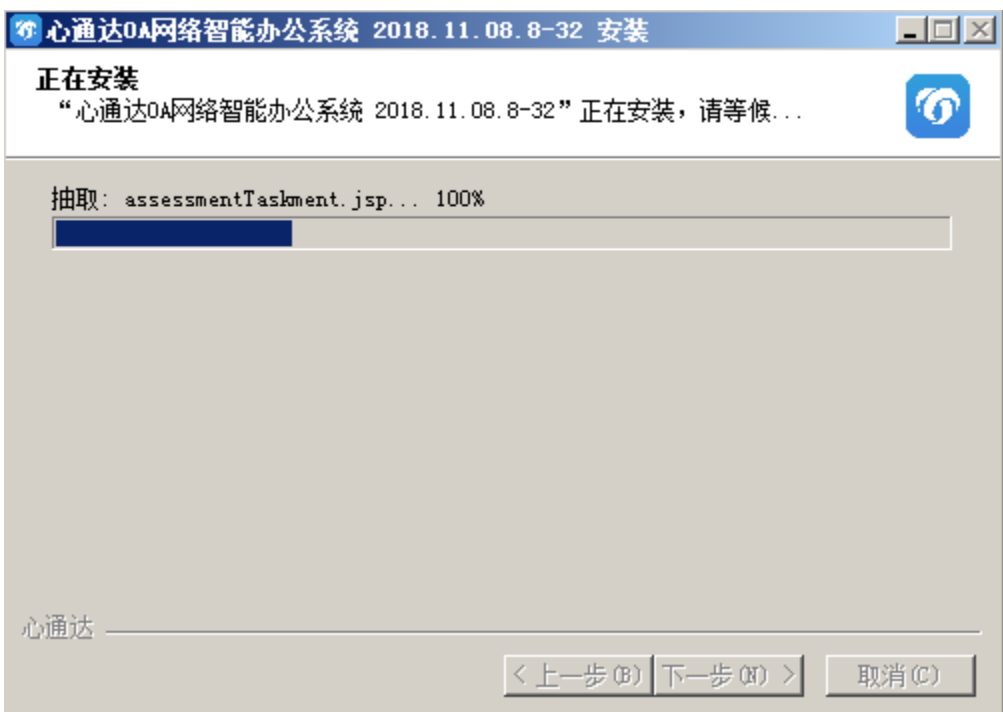 心通达OA网络智能办公系统 2018.11.08.8-32 安装
正在安装
“心通达OA网络智能办公系统 2018.11.08.8-32”正在安装，请等候...
抽取: assessmentTaskment.jsp... 100%
心通达
< 上一步(B) 下一步(N) > 取消(C)